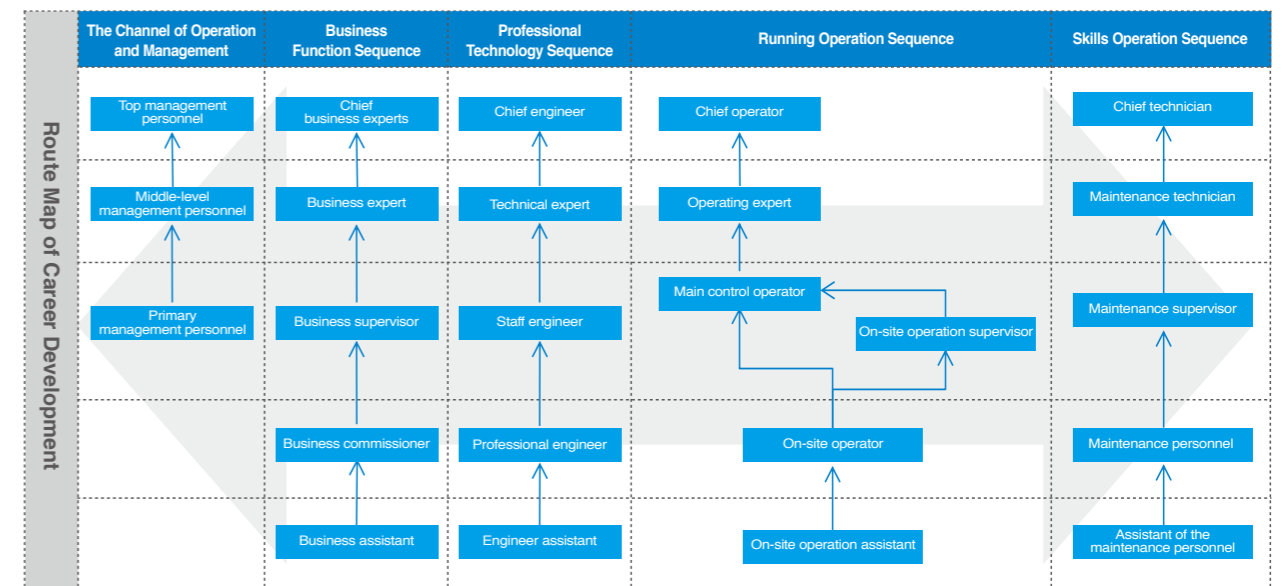 Route Map of Career Development
The Channel of Operation
and Management
Business
Function Sequence
Professional
Technology Sequence
Running Operation Sequence
Skills Operation Sequence
Top management
personnel
Chief
business experts
Chief engineer
Chief operator
Chief technician
Middle-level
management personnel
Business expert
Technical expert
Operating expert
Maintenance technician
Main control operator
Primary
management personnel
Business supervisor
Staff engineer
On-site operation supervisor
Maintenance supervisor
Business commissioner
Professional engineer
On-site operator
Maintenance personnel
Business assistant
Engineer assistant
On-site operation assistant
Assistant of the
maintenance personnel